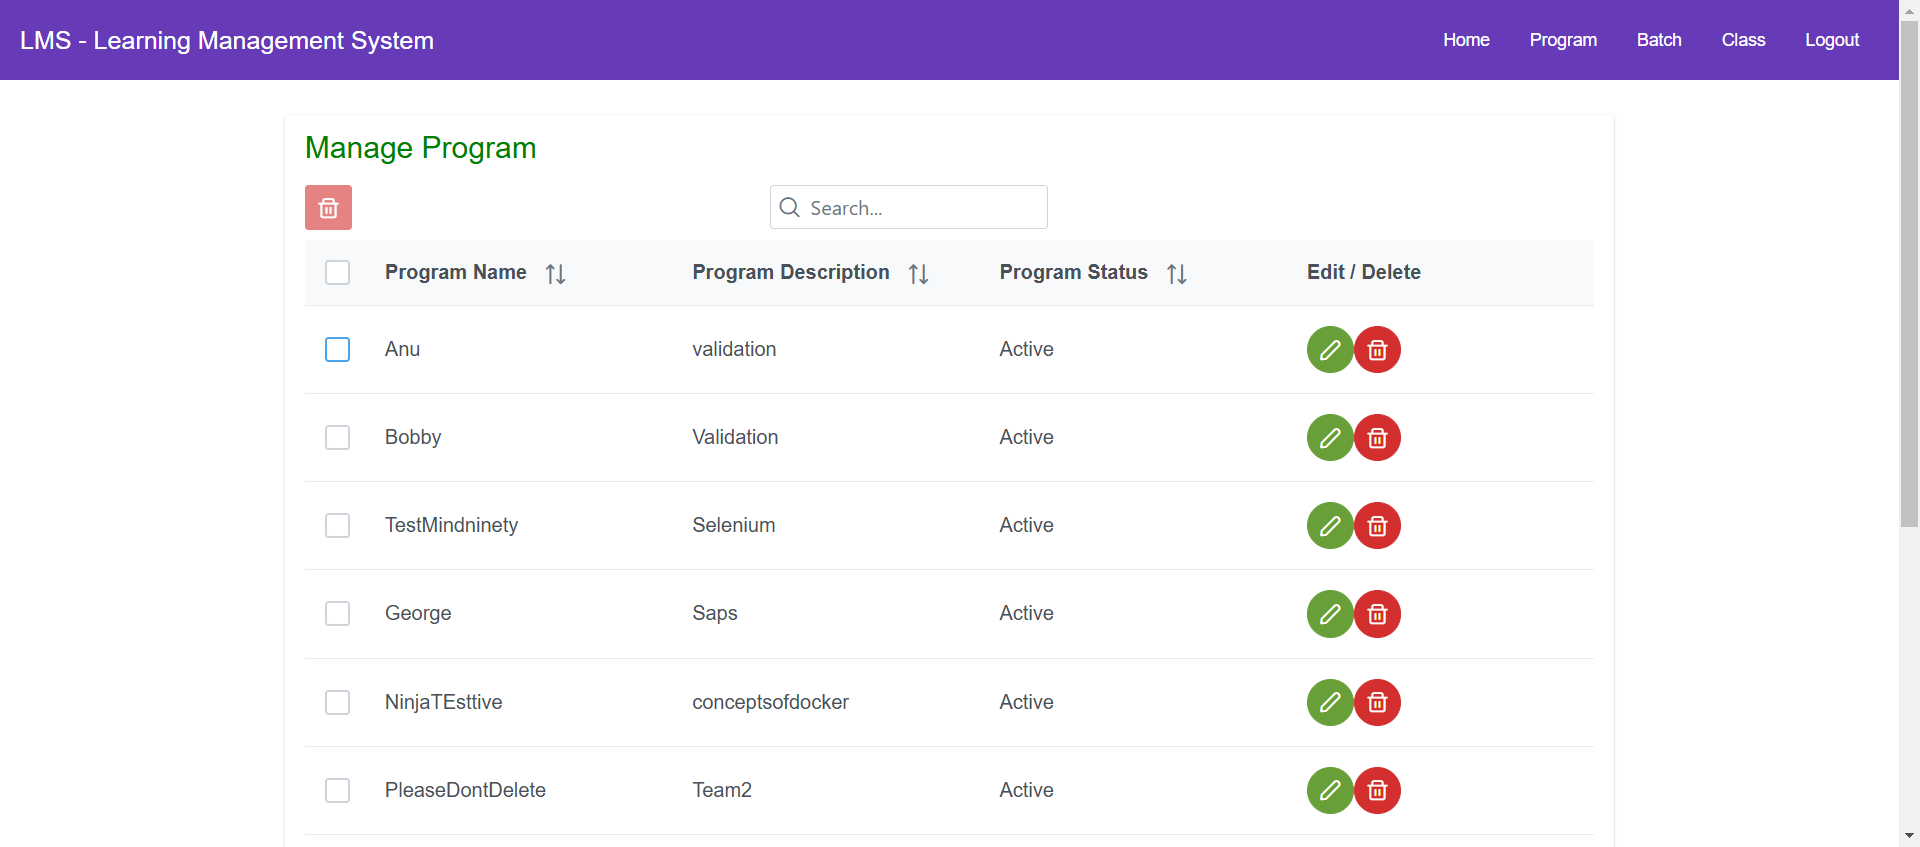 LMS - Learning Management System Home Program Batch Class Logout
Manage Program
Search...
Program Name Program Description Program Status Edit / Delete
Anu validation Active
Bobby Validation Active
TestMindninety Selenium Active
George Saps Active
NinjaTEsttive conceptsofdocker Active
PleaseDontDelete Team2 Active